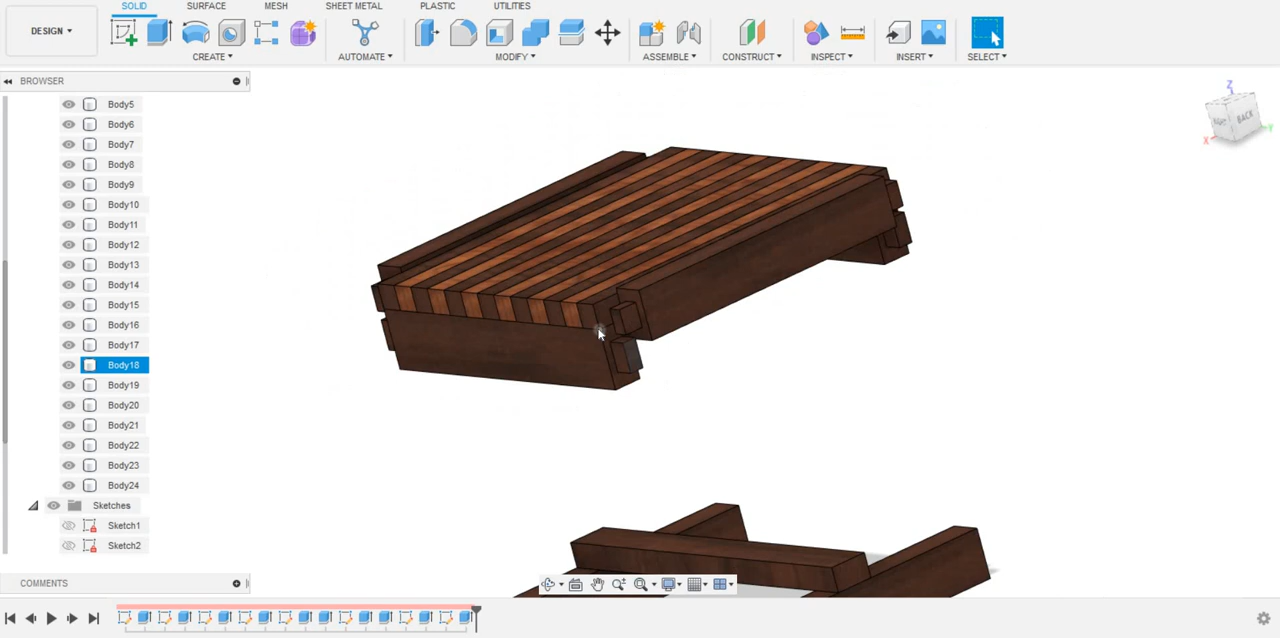 SOLID SURFACE MESH SHEET METAL PLASTIC UTILITIES
DESIGN ▾
CREATE ▾ AUTOMATE ▾ MODIFY ▾ ASSEMBLE ▾ CONSTRUCT ▾ INSPECT ▾ INSERT ▾ SELECT ▾
BROWSER
Body5
Body6
Body7
Body8
Body9
Body10
Body11
Body12
Body13
Body14
Body15
Body16
Body17
Body18
Body19
Body20
Body21
Body22
Body23
Body24
Sketches
Sketch1
Sketch2
COMMENTS
Z
BACK
X
Y